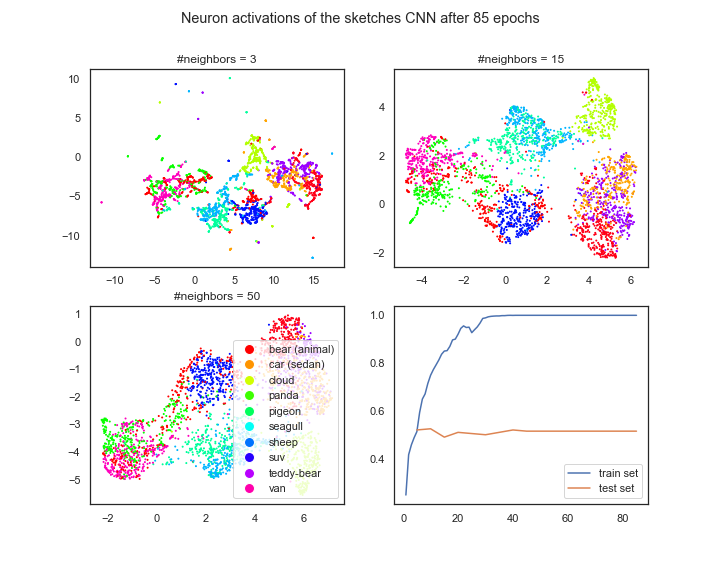 Neuron activations of the sketches CNN after 85 epochs
#neighbors = 3
10
5
0
−5
−10
−10
−5
0
5
10
15
#neighbors = 15
4
2
0
−2
−4
−2
0
2
4
6
#neighbors = 50
1
0
−1
−2
−3
−4
−5
−2
0
2
4
6
bear (animal)
car (sedan)
cloud
panda
pigeon
seagull
sheep
suv
teddy-bear
van
1.0
0.8
0.6
0.4
0
20
40
60
80
train set
test set